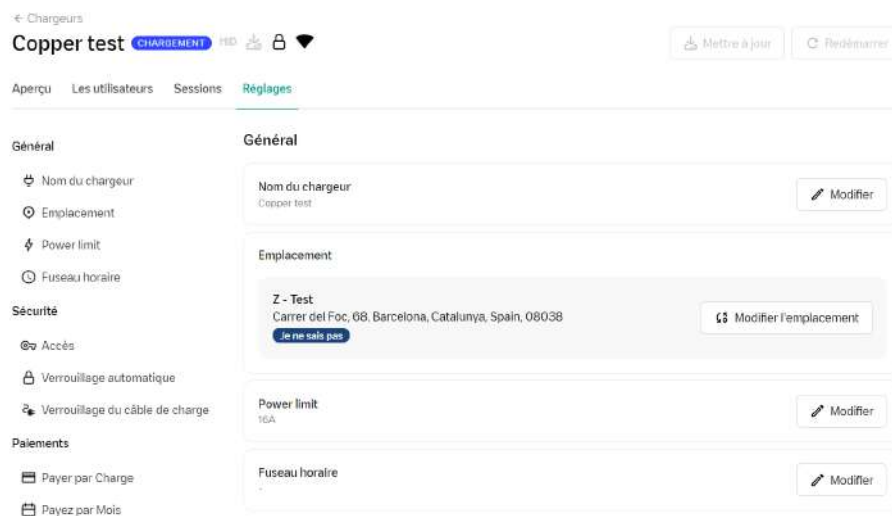 ← Chargeurs
Copper test CHARGEMENT MID
Mettre à jour
Redémarrer
Aperçu Les utilisateurs Sessions Réglages
Général
Nom du chargeur
Emplacement
Power limit
Fuseau horaire
Sécurité
Accès
Verrouillage automatique
Verrouillage du câble de charge
Paiements
Payer par Charge
Payez par Mois
Général
Nom du chargeur
Copper test
Modifier
Emplacement
Z - Test
Carrer del Foc, 68, Barcelona, Catalunya, Spain, 08038
Je ne sais pas
Modifier l'emplacement
Power limit
16A
Modifier
Fuseau horaire
-
Modifier